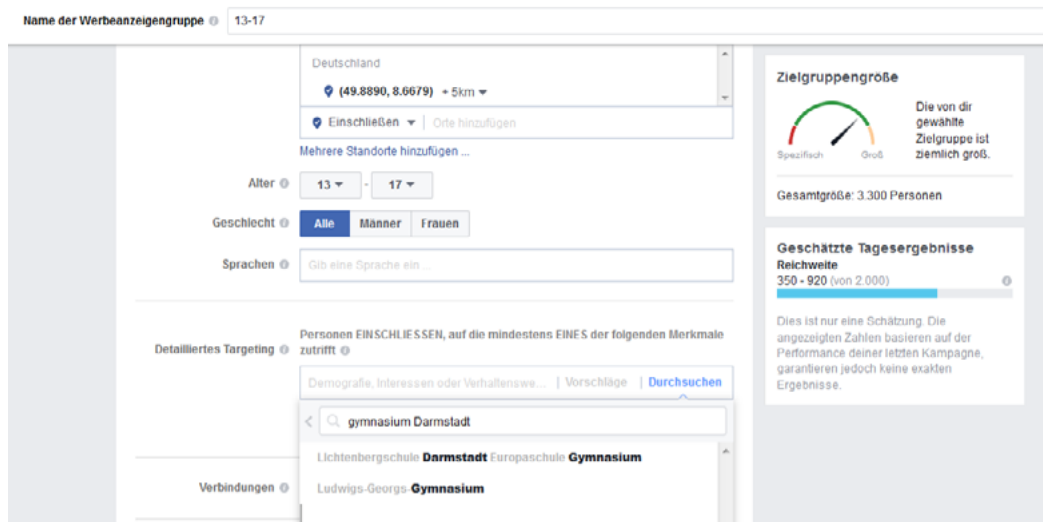 Name der Werbeanzeigengruppe 13-17
Deutschland
(49.8890, 8.6679) + 5km
Einschließen Orte hinzufügen
Mehrere Standorte hinzufügen ...
Alter 13 - 17
Geschlecht Alle Männer Frauen
Sprachen Gib eine Sprache ein ...
Detailliertes Targeting
Personen EINSCHLIESSEN, auf die mindestens EINES der folgenden Merkmale
zutrifft
Demografie, Interessen oder Verhaltenswe... | Vorschläge | Durchsuchen
gymnasium Darmstadt
Lichtenbergschule Darmstadt Europaschule Gymnasium
Verbindungen
Ludwigs-Georgs-Gymnasium
Zielgruppengröße
Spezifisch Groß
Die von dir
gewählte
Zielgruppe ist
ziemlich groß.
Gesamtgröße: 3.300 Personen
Geschätzte Tagesergebnisse
Reichweite
350 - 920 (von 2.000)
Dies ist nur eine Schätzung. Die
angezeigten Zahlen basieren auf der
Performance deiner letzten Kampagne,
garantieren jedoch keine exakten
Ergebnisse.